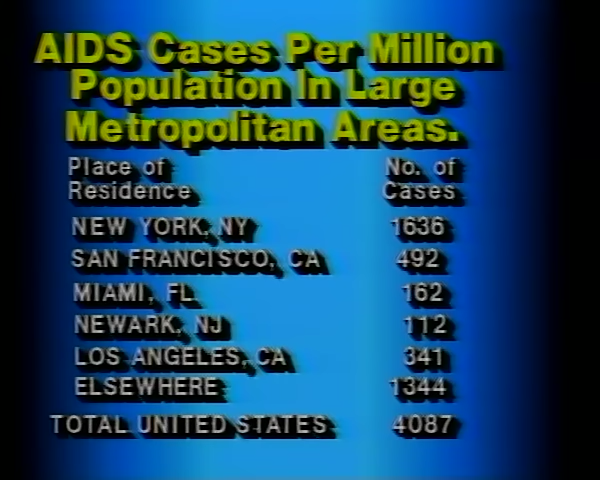 AIDS Cases Per Million
Population In Large
Metropolitan Areas.
Place of No. of
Residence Cases
NEW YORK, NY 1636
SAN FRANCISCO, CA 492
MIAMI, FL 162
NEWARK, NJ 112
LOS ANGELES, CA 341
ELSEWHERE 1344
TOTAL UNITED STATES 4087